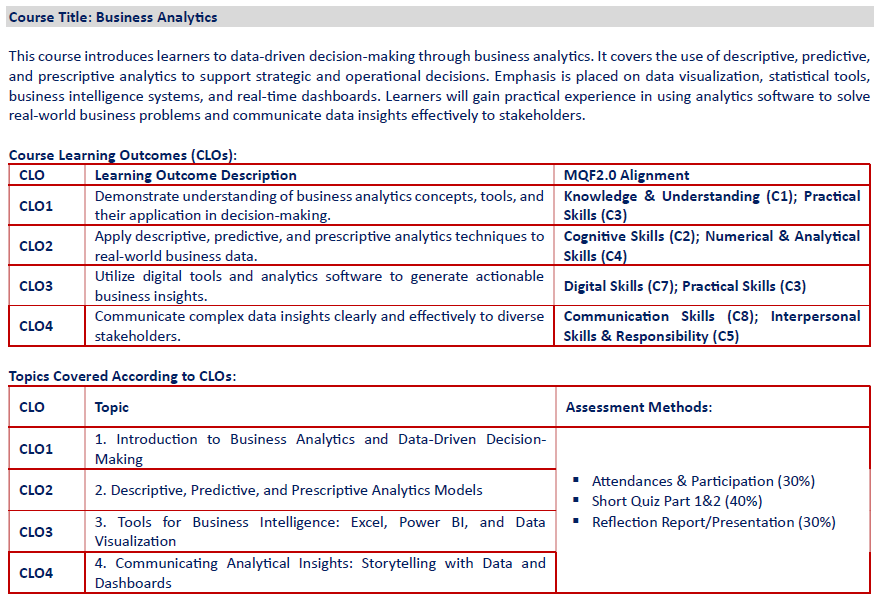 Course Title: Business Analytics
This course introduces learners to data-driven decision-making through business analytics. It covers the use of descriptive, predictive,
and prescriptive analytics to support strategic and operational decisions. Emphasis is placed on data visualization, statistical tools,
business intelligence systems, and real-time dashboards. Learners will gain practical experience in using analytics software to solve
real-world business problems and communicate data insights effectively to stakeholders.
Course Learning Outcomes (CLOs):
CLO Learning Outcome Description MQF2.0 Alignment
CLO1 Demonstrate understanding of business analytics concepts, tools, and
their application in decision-making.
Knowledge & Understanding (C1); Practical
Skills (C3)
CLO2 Apply descriptive, predictive, and prescriptive analytics techniques to
real-world business data.
Cognitive Skills (C2); Numerical & Analytical
Skills (C4)
CLO3 Utilize digital tools and analytics software to generate actionable
business insights.
Digital Skills (C7); Practical Skills (C3)
CLO4 Communicate complex data insights clearly and effectively to diverse
stakeholders.
Communication Skills (C8); Interpersonal
Skills & Responsibility (C5)
Topics Covered According to CLOs:
CLO Topic Assessment Methods:
CLO1 1. Introduction to Business Analytics and Data-Driven Decision-
Making
CLO2 2. Descriptive, Predictive, and Prescriptive Analytics Models
CLO3 3. Tools for Business Intelligence: Excel, Power BI, and Data
Visualization
CLO4 4. Communicating Analytical Insights: Storytelling with Data and
Dashboards
▪ Attendances & Participation (30%)
▪ Short Quiz Part 1&2 (40%)
▪ Reflection Report/Presentation (30%)